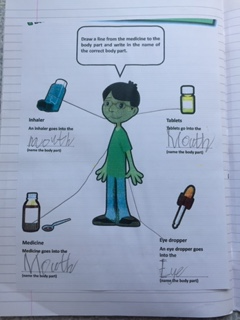 Draw a line from the medicine to the
body part and write in the name of
the correct body part.
Inhaler
An inhaler goes into the
mouth
(name the body part)
Tablets
Tablets go into the
Mouth
(name the body part)
Medicine
Medicine goes into the
Mouth
(name the body part)
Eye dropper
An eye dropper goes
into the
Eye
(name the body part)